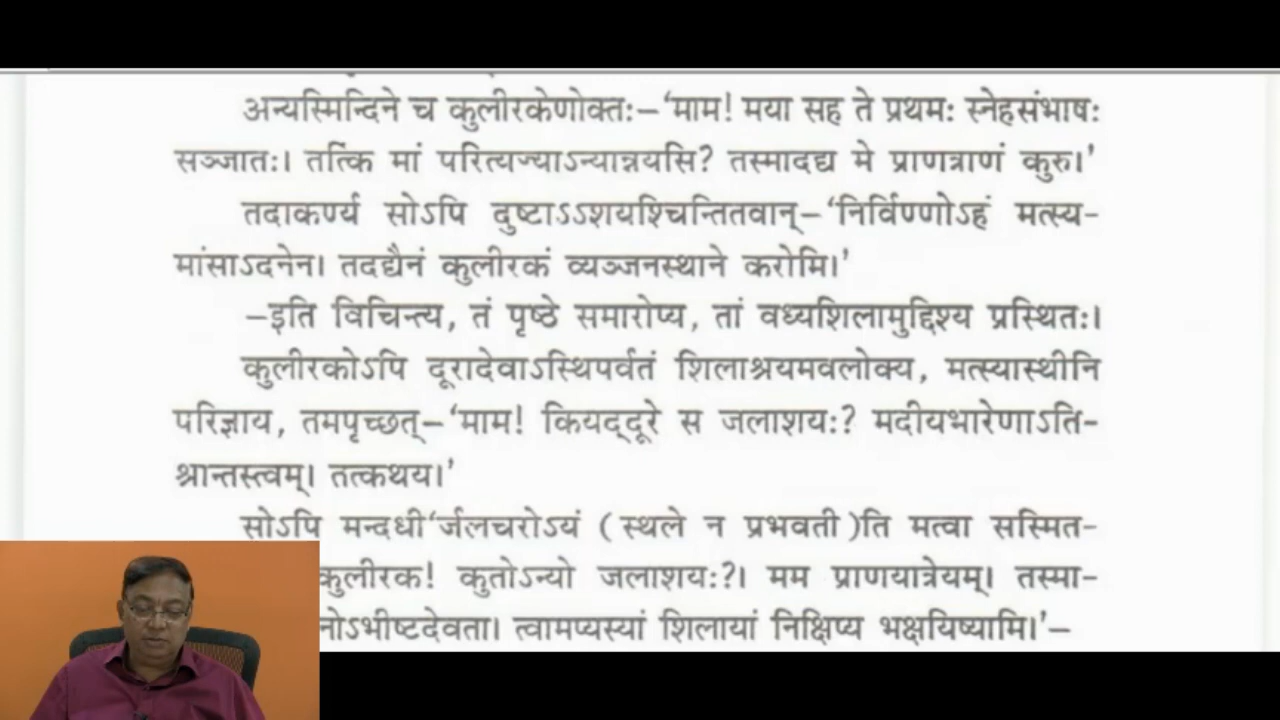 अन्यस्मिन्दिने च कुलीरकेणोक्तः–‘माम! मया सह ते प्रथमः स्नेहसंभाषः
सञ्जातः। तत्किं मां परित्यज्याऽन्यान्नयसि? तस्मादद्य मे प्राणत्राणं कुरु।’
तदाकर्ण्य सोऽपि दुष्टाऽऽशयश्चिन्तितवान्–‘निर्विण्णोऽहं मत्स्य-
मांसाऽदनेन। तदद्यैनं कुलीरकं व्यञ्जनस्थाने करोमि।’
–इति विचिन्त्य, तं पृष्ठे समारोप्य, तां वध्यशिलामुद्दिश्य प्रस्थितः।
कुलीरकोऽपि दूरादेवाऽस्थिपर्वतं शिलाश्रयमवलोक्य, मत्स्यास्थीनि
परिज्ञाय, तमपृच्छत्–‘माम! कियद्दूरे स जलाशयः? मदीयभारेणाऽति-
श्रान्तस्त्वम्। तत्कथय।’
सोऽपि मन्दधी‘र्जलचरोऽयं (स्थले न प्रभवती)ति मत्वा सस्मित-
कुलीरक! कुतोऽन्यो जलाशयः?। मम प्राणयात्रेयम्। तस्मा-
नोऽभीष्टदेवता। त्वामप्यस्यां शिलायां निक्षिप्य भक्षयिष्यामि।’–